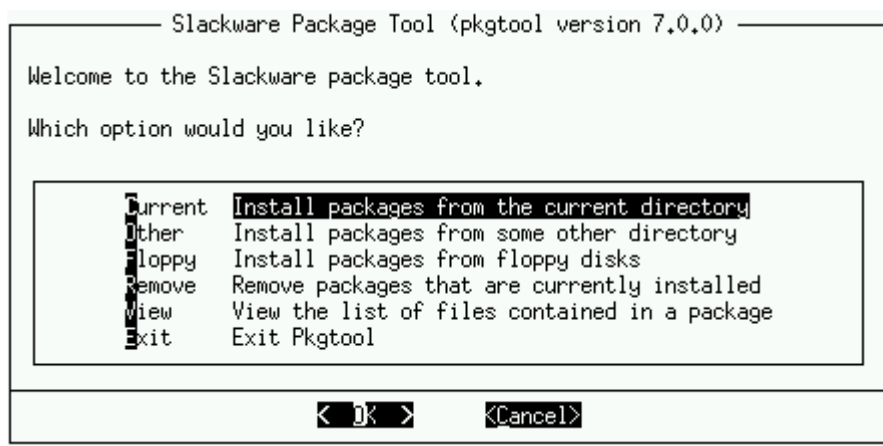 Slackware Package Tool (pkgtool version 7.0.0)
Welcome to the Slackware package tool.
Which option would you like?
Current Install packages from the current directory
Other Install packages from some other directory
Floppy Install packages from floppy disks
Remove Remove packages that are currently installed
View View the list of files contained in a package
Exit Exit Pkgtool
< OK > <Cancel>